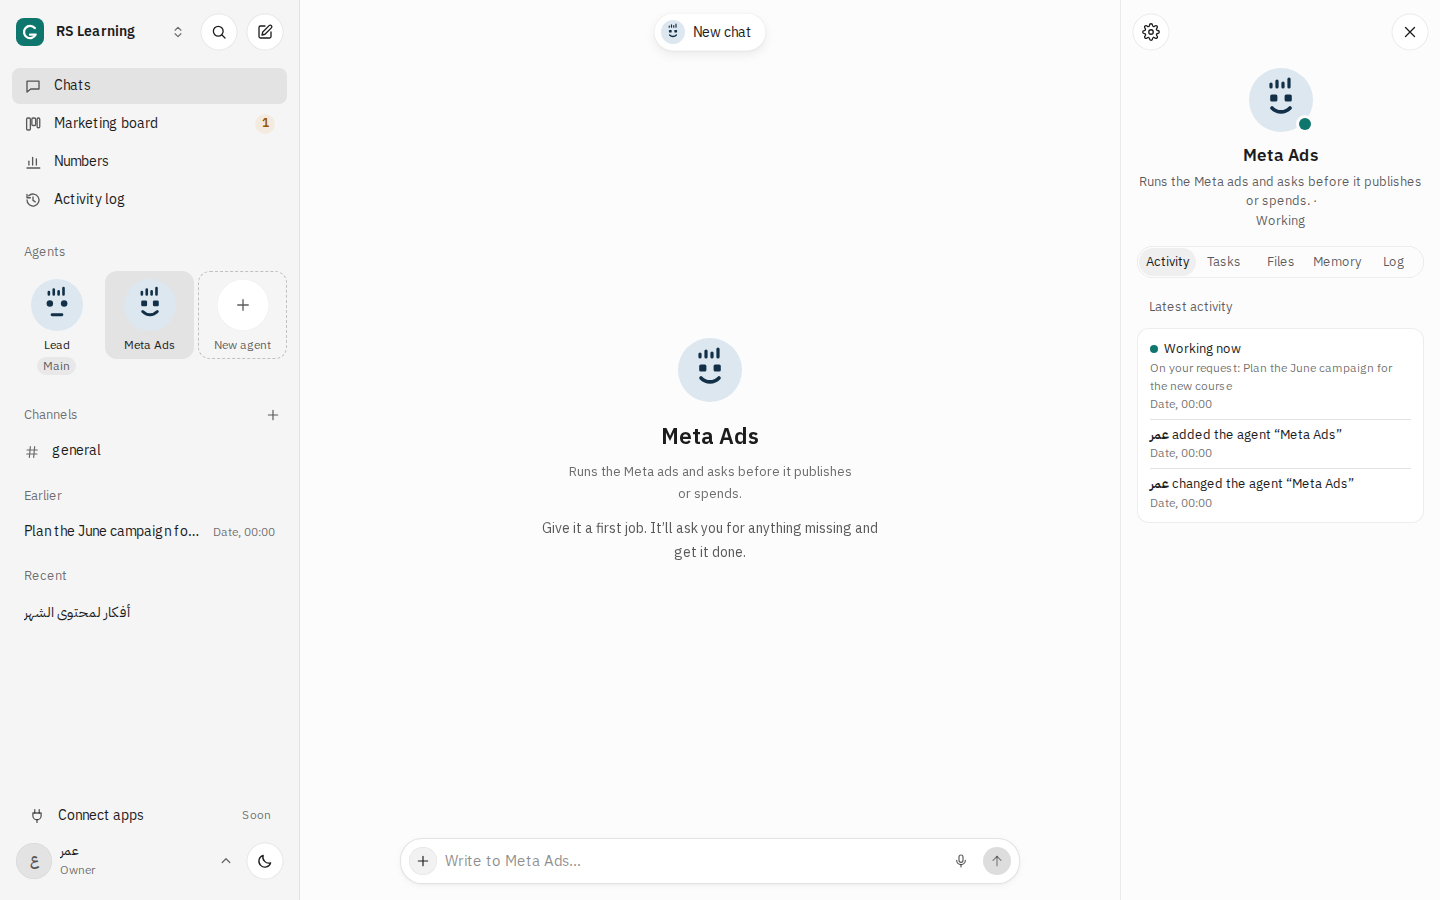 RS Learning
Chats
Marketing board 1
Numbers
Activity log
Agents
Lead
Main
Meta Ads
New agent
Channels
# general
Earlier
Plan the June campaign fo... Date, 00:00
Recent
أفكار لمحتوى الشهر
Connect apps Soon
ع
عمر
Owner
New chat
Meta Ads
Runs the Meta ads and asks before it publishes
or spends.
Give it a first job. It’ll ask you for anything missing and
get it done.
Write to Meta Ads...
Meta Ads
Runs the Meta ads and asks before it publishes
or spends. ·
Working
Activity Tasks Files Memory Log
Latest activity
Working now
On your request: Plan the June campaign for
the new course
Date, 00:00
عمر added the agent “Meta Ads”
Date, 00:00
عمر changed the agent “Meta Ads”
Date, 00:00